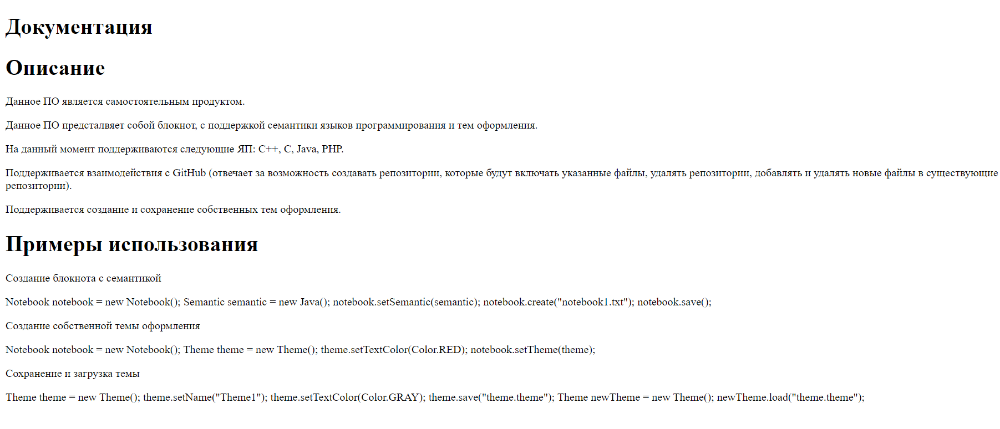 Документация
Описание
Данное ПО является самостоятельным продуктом.
Данное ПО предсталвяет собой блокнот, с поддержкой семантики языков программирования и тем оформления.
На данный момент поддерживаются следующие ЯП: C++, C, Java, PHP.
Поддерживается взаимодействия с GitHub (отвечает за возможность создавать репозитории, которые будут включать указанные файлы, удалять репозитории, добавлять и удалять новые файлы в существующие
репозитории).
Поддерживается создание и сохранение собственных тем оформления.
Примеры использования
Создание блокнота с семантикой
Notebook notebook = new Notebook(); Semantic semantic = new Java(); notebook.setSemantic(semantic); notebook.create("notebook1.txt"); notebook.save();
Создание собственной темы оформления
Notebook notebook = new Notebook(); Theme theme = new Theme(); theme.setTextColor(Color.RED); notebook.setTheme(theme);
Сохранение и загрузка темы
Theme theme = new Theme(); theme.setName("Theme1"); theme.setTextColor(Color.GRAY); theme.save("theme.theme"); Theme newTheme = new Theme(); newTheme.load("theme.theme");